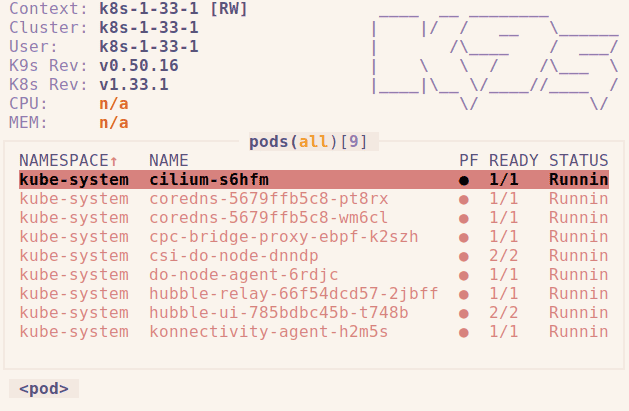 Context: k8s-1-33-1 [RW]
Cluster: k8s-1-33-1
User: k8s-1-33-1
K9s Rev: v0.50.16
K8s Rev: v1.33.1
CPU: n/a
MEM: n/a
pods(all)[9]
NAMESPACE↑ NAME PF READY STATUS
kube-system cilium-s6hfm ● 1/1 Runnin
kube-system coredns-5679ffb5c8-pt8rx ● 1/1 Runnin
kube-system coredns-5679ffb5c8-wm6cl ● 1/1 Runnin
kube-system cpc-bridge-proxy-ebpf-k2szh ● 1/1 Runnin
kube-system csi-do-node-dnndp ● 2/2 Runnin
kube-system do-node-agent-6rdjc ● 1/1 Runnin
kube-system hubble-relay-66f54dcd57-2jbff ● 1/1 Runnin
kube-system hubble-ui-785bdbc45b-t748b ● 2/2 Runnin
kube-system konnectivity-agent-h2m5s ● 1/1 Runnin
<pod>